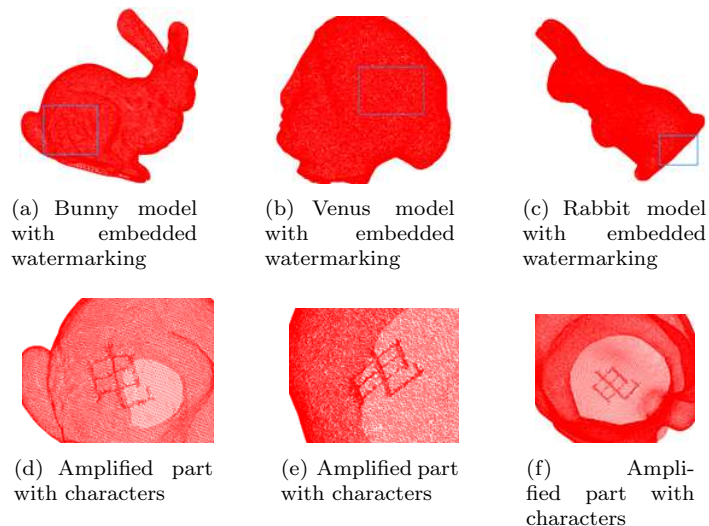 (a) Bunny model
with embedded
watermarking
(b) Venus model
with embedded
watermarking
(c) Rabbit model
with embedded
watermarking
(d) Amplified part
with characters
(e) Amplified part
with characters
(f) Ampli-
fied part with
characters